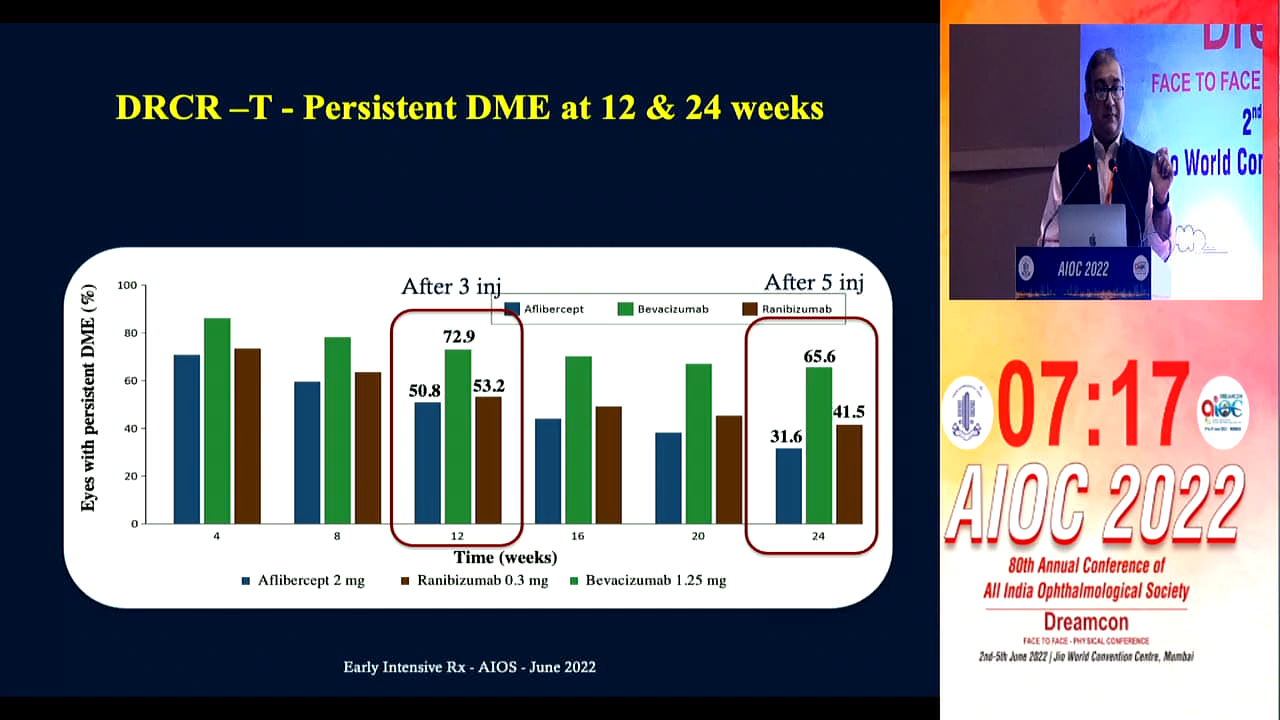 DRCR –T - Persistent DME at 12 & 24 weeks
After 3 inj
After 5 inj
Aflibercept
Bevacizumab
Ranibizumab
Eyes with persistent DME (%)
100
80
60
40
20
0
50.8
72.9
53.2
31.6
65.6
41.5
4
8
12
16
20
24
Time (weeks)
Aflibercept 2 mg
Ranibizumab 0.3 mg
Bevacizumab 1.25 mg
Early Intensive Rx - AIOS - June 2022
FACE TO FACE
2nd
World Con
AIOC 2022
07:17
AIOC 2022
80th Annual Conference of
All India Ophthalmological Society
Dreamcon
FACE TO FACE - PHYSICAL CONFERENCE
2nd-5th June 2022 | Jio World Convention Centre, Mumbai